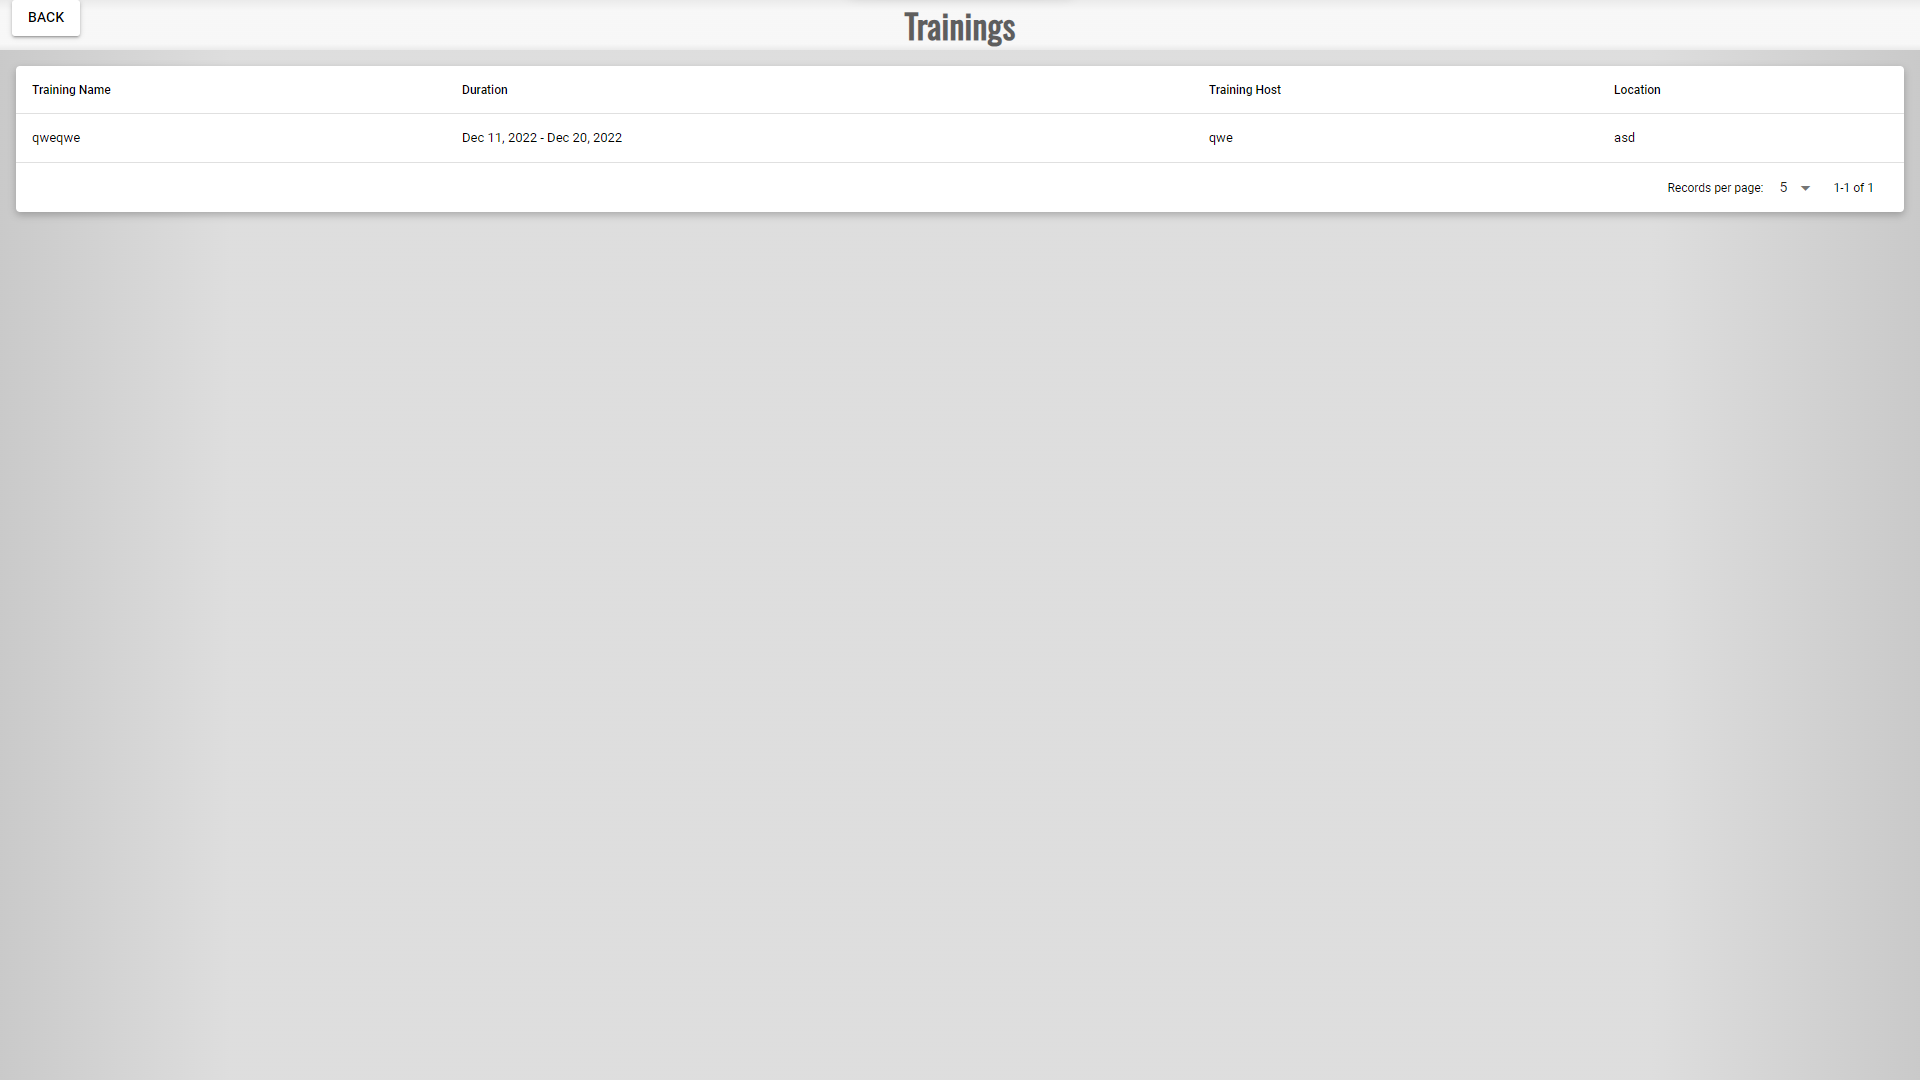 BACK
Trainings
Training Name Duration Training Host Location
qweqwe Dec 11, 2022 - Dec 20, 2022 qwe asd
Records per page: 5 1-1 of 1